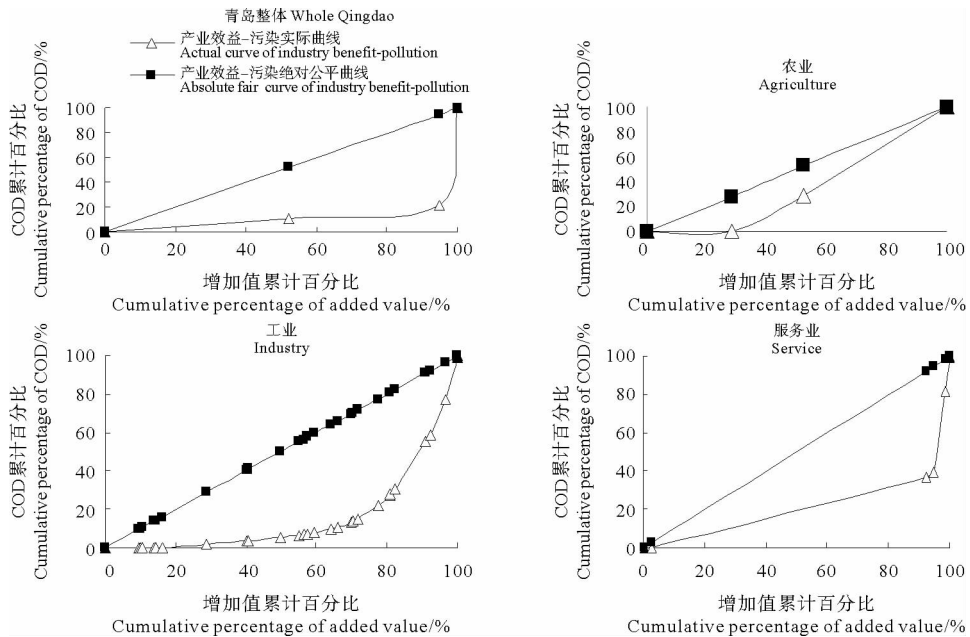 青岛整体 Whole Qingdao
产业效益-污染实际曲线
Actual curve of industry benefit-pollution
产业效益-污染绝对公平曲线
Absolute fair curve of industry benefit-pollution
COD累计百分比
Cumulative percentage of COD/%
100
80
60
40
20
0
0 20 40 60 80 100
增加值累计百分比
Cumulative percentage of added value/%
农业
Agriculture
COD累计百分比
Cumulative percentage of COD/%
100
80
60
40
20
0
0 20 40 60 80 100
增加值累计百分比
Cumulative percentage of added value/%
工业
Industry
COD累计百分比
Cumulative percentage of COD/%
100
80
60
40
20
0
0 20 40 60 80 100
增加值累计百分比
Cumulative percentage of added value/%
服务业
Service
COD累计百分比
Cumulative percentage of COD/%
100
80
60
40
20
0
0 20 40 60 80 100
增加值累计百分比
Cumulative percentage of added value/%